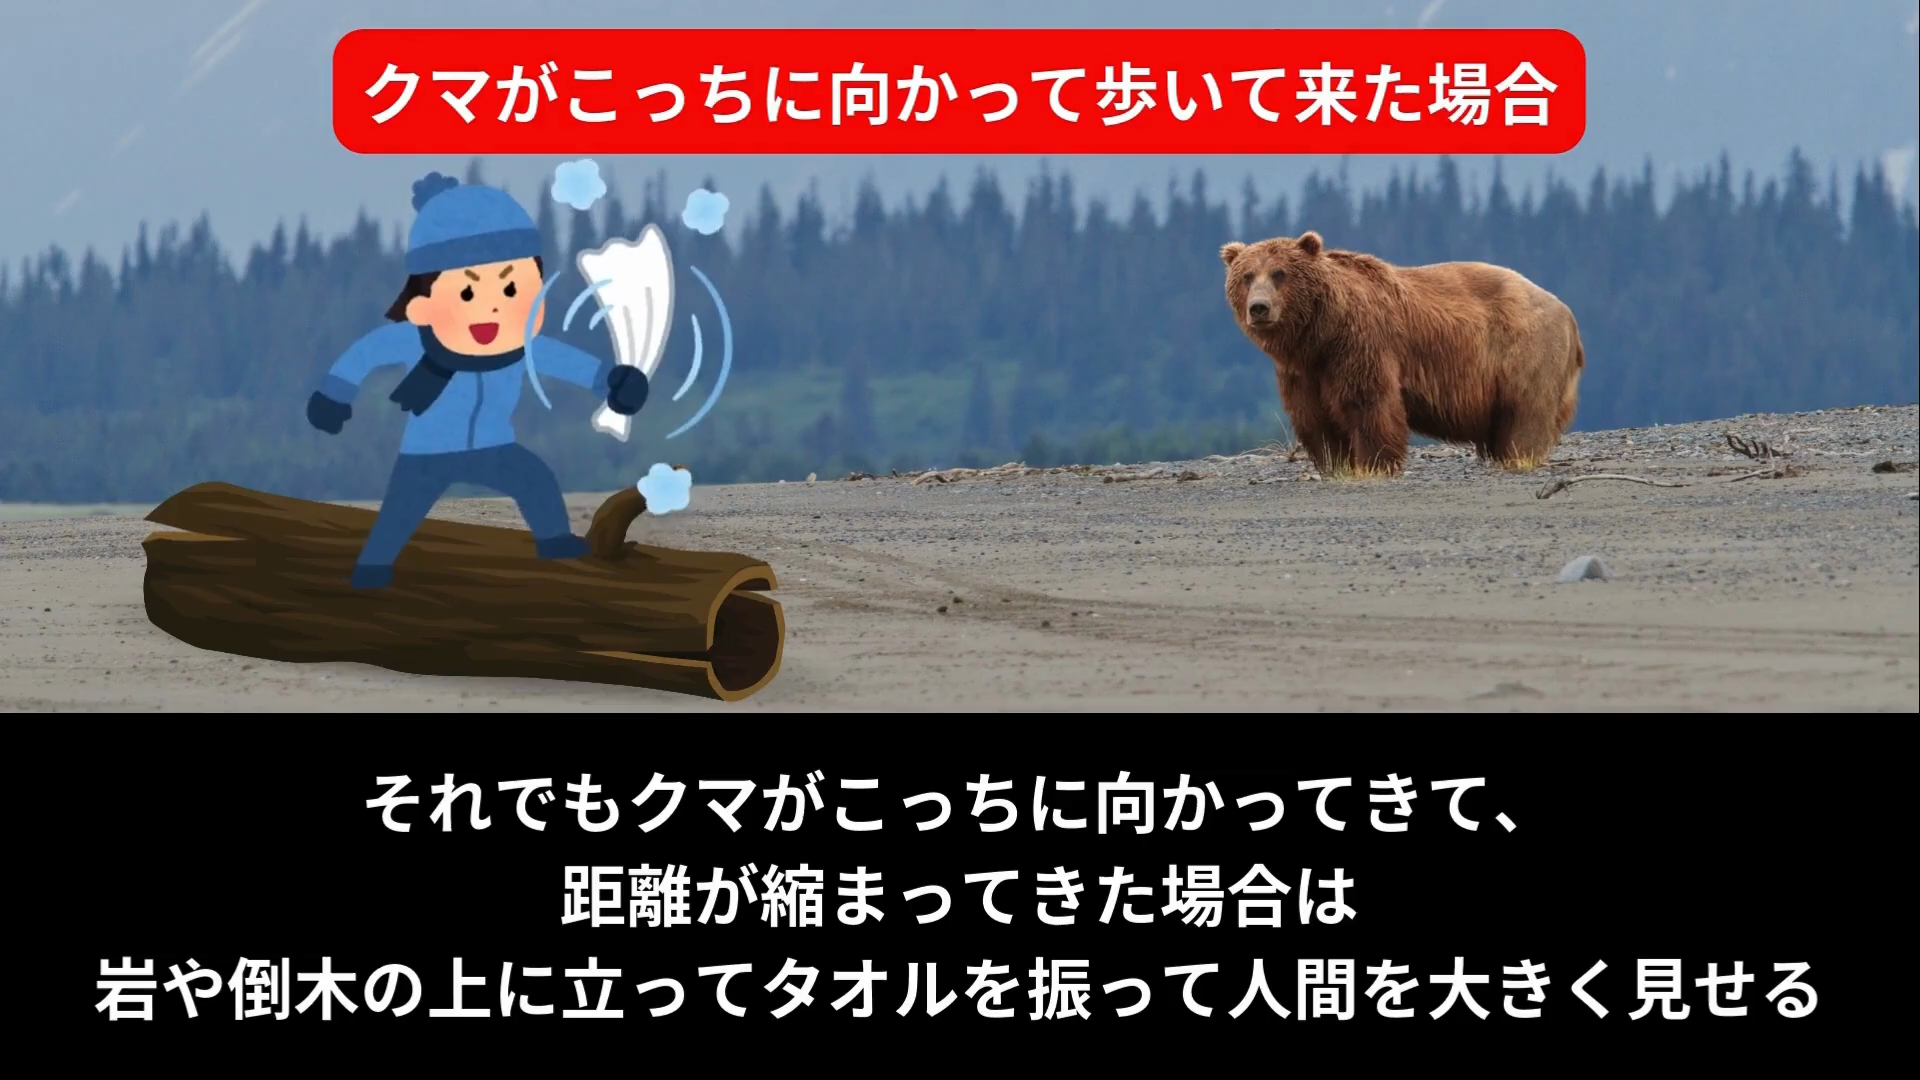 クマがこっちに向かって歩いて来た場合
それでもクマがこっちに向かってきて、
距離が縮まってきた場合は
岩や倒木の上に立ってタオルを振って人間を大きく見せる